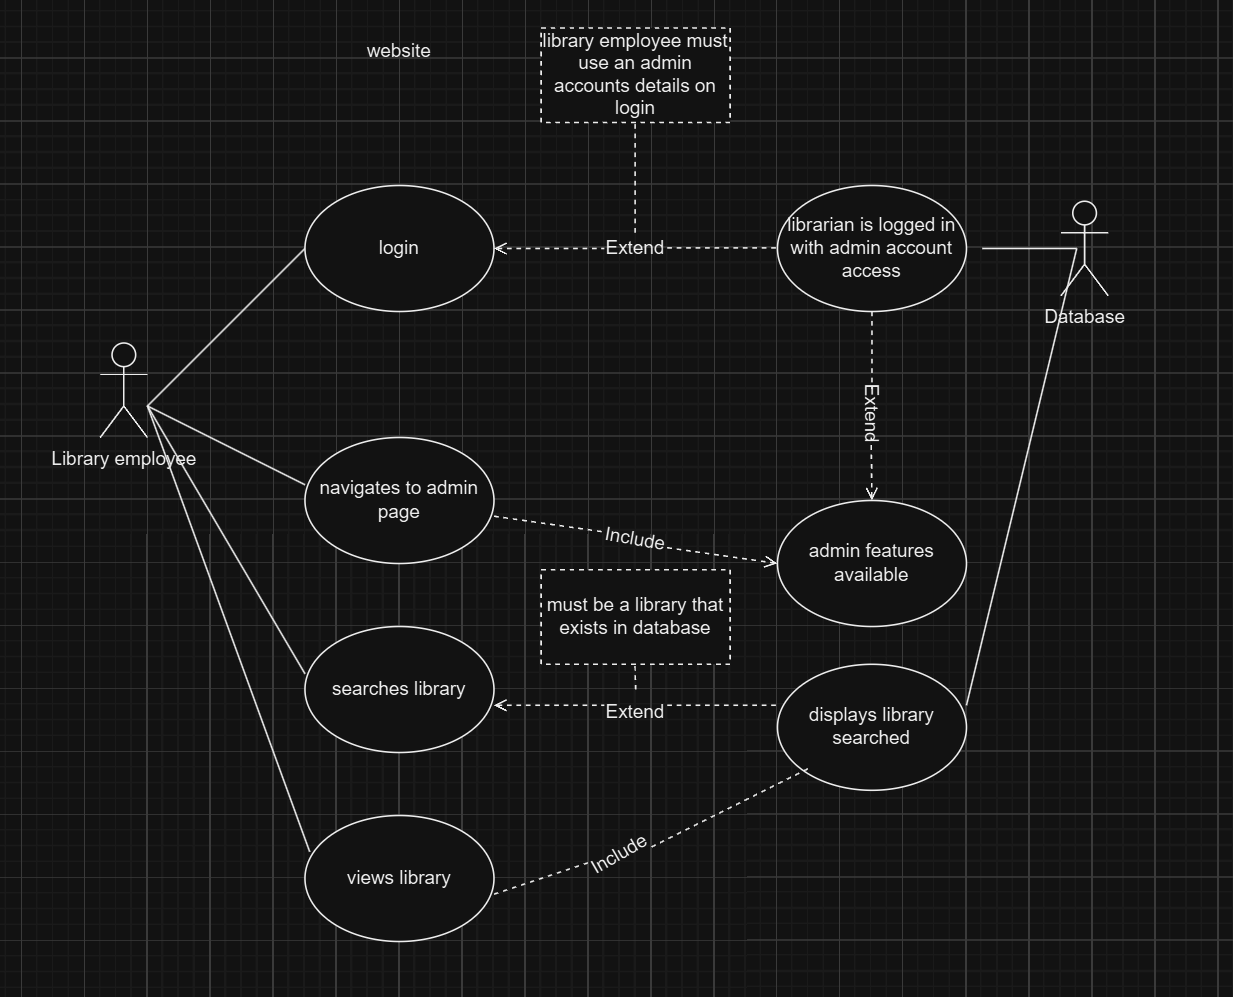 website
library employee must
use an admin
accounts details on
login
login
Extend
librarian is logged in
with admin account
access
Database
Extend
Library employee
navigates to admin
page
Include
admin features
available
must be a library that
exists in database
searches library
Extend
displays library
searched
Include
views library